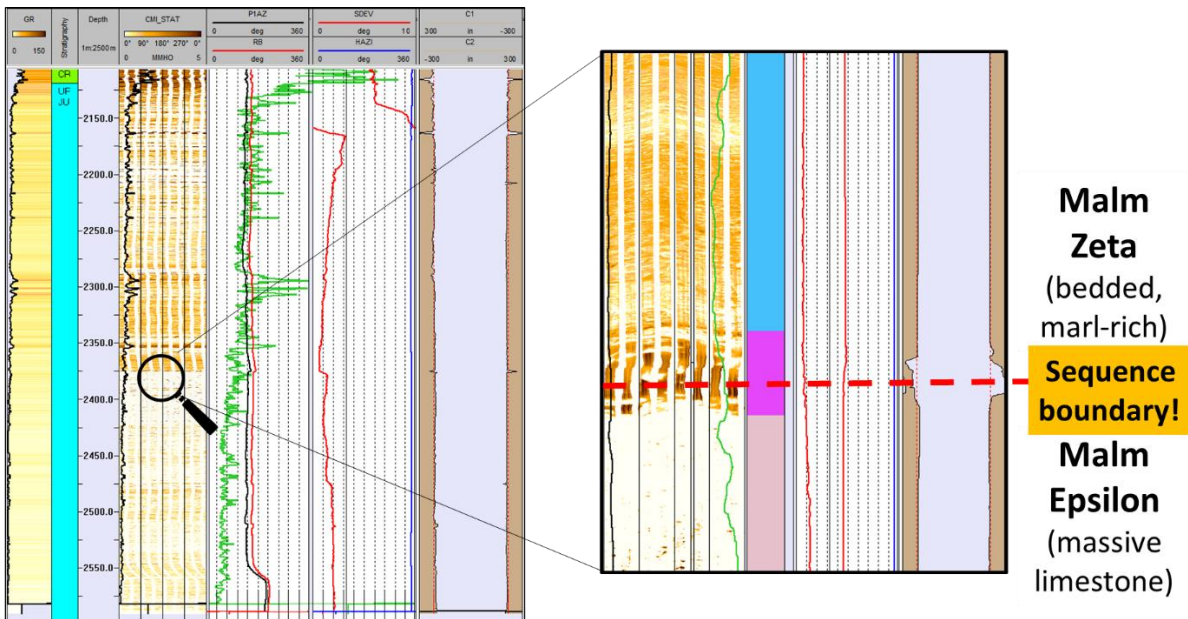 GR
0 150
Stratigraphy
Depth
1m:2500m
CMI_STAT
0° 90° 180° 270° 0°
0 MMHO 5
P1AZ
0 deg 360
RB
0 deg 360
SDEV
0 deg 10
HAZI
0 deg 360
C1
300 in -300
C2
-300 in 300
CR
UF
JU
2150.0
2200.0
2250.0
2300.0
2350.0
2400.0
2450.0
2500.0
2550.0
Malm
Zeta
(bedded,
marl-rich)
Sequence
boundary!
Malm
Epsilon
(massive
limestone)